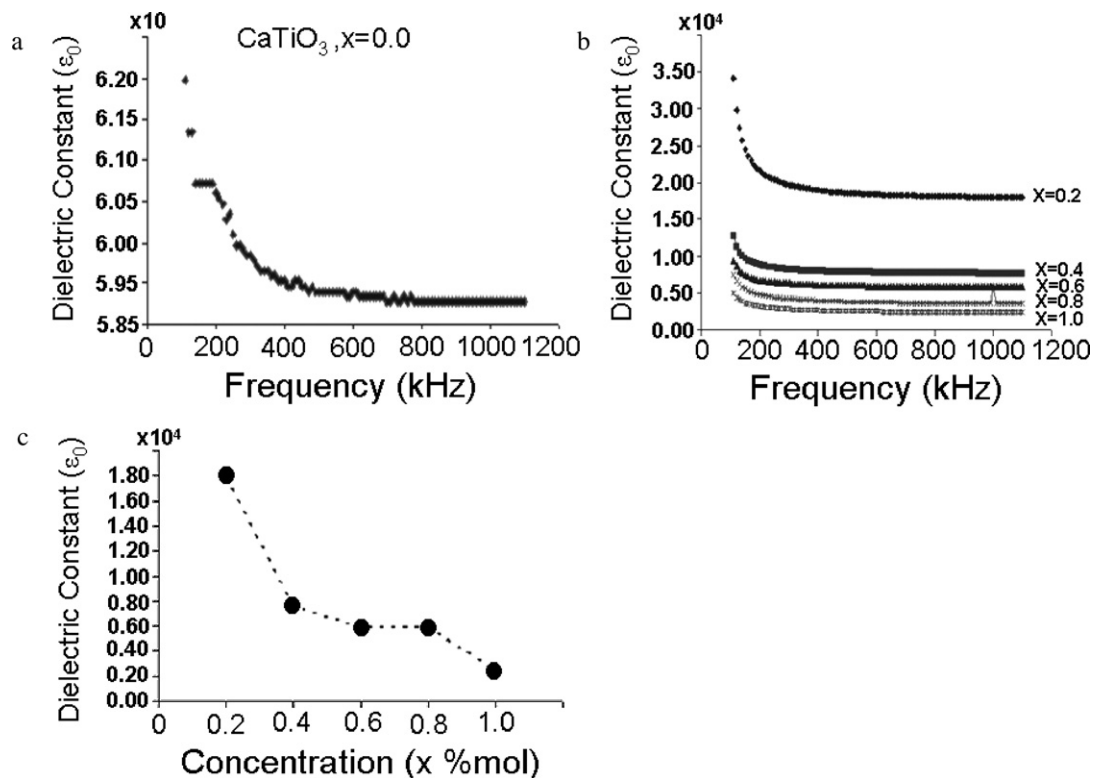 a
x10
CaTiO₃ ,x=0.0
Dielectric Constant (ε₀)
6.20
6.15
6.10
6.05
6.00
5.95
5.85
0 200 400 600 800 1000 1200
Frequency (kHz)
b
x10⁴
Dielectric Constant (ε₀)
3.50
3.00
2.50
2.00
1.50
1.00
0.50
0.00
X=0.2
X=0.4
X=0.6
X=0.8
X=1.0
0 200 400 600 800 1000 1200
Frequency (kHz)
c
x10⁴
Dielectric Constant (ε₀)
1.80
1.60
1.40
1.20
1.00
0.80
0.60
0.40
0.20
0.00
0 0.2 0.4 0.6 0.8 1.0
Concentration (x %mol)